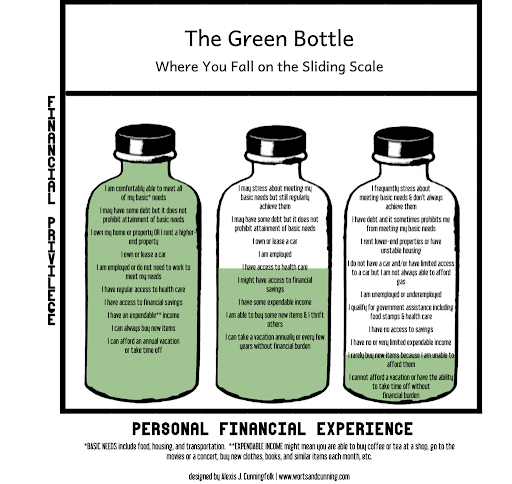 The Green Bottle
Where You Fall on the Sliding Scale
FINANCIAL PRIVILEGE
I am comfortably able to meet all
of my basic* needs
I may have some debt but it does not
prohibit attainment of basic needs
I own my home or property OR I rent a higher-
end property
I own or lease a car
I am employed or do not need to work to
meet my needs
I have regular access to health care
I have access to financial savings
I have an expendable** income
I can always buy new items
I can afford an annual vacation
or take time off
I may stress about meeting my
basic needs but still regularly
achieve them
I may have some debt but it does not
prohibit attainment of basic needs
I own or lease a car
I am employed
I have access to health care
I might have access to financial
savings
I have some expendable income
I am able to buy some new items & I thrift
others
I can take a vacation annually or every few
years without financial burden
I frequently stress about
meeting basic needs & don't always
achieve them
I have debt and it sometimes prohibits me
from meeting my basic needs
I rent lower-end properties or have
unstable housing
I do not have a car and/or have limited access
to a car but I am not always able to afford
gas
I am unemployed or underemployed
I qualify for government assistance including
food stamps & health care
I have no access to savings
I have no or very limited expendable income
I rarely buy new items because I am unable to
afford them
I cannot afford a vacation or have the ability
to take time off without
financial burden
PERSONAL FINANCIAL EXPERIENCE
*BASIC NEEDS include food, housing, and transportation. **EXPENDABLE INCOME might mean you are able to buy coffee or tea at a shop, go to the
movies or a concert, buy new clothes, books, and similar items each month, etc.
designed by Alexis J. Cunningfolk | www.wortsandcunning.com